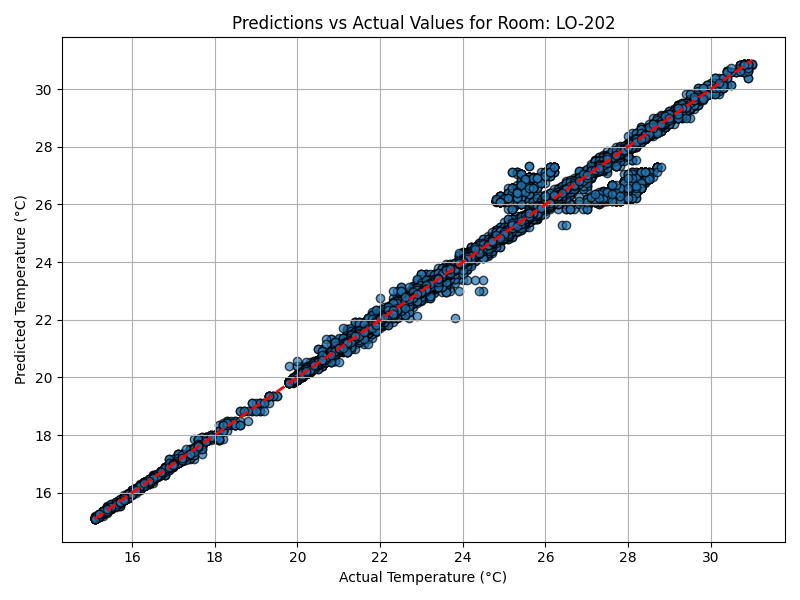 Predictions vs Actual Values for Room: LO-202
Predicted Temperature (°C)
30
28
26
24
22
20
18
16
16 18 20 22 24 26 28 30
Actual Temperature (°C)